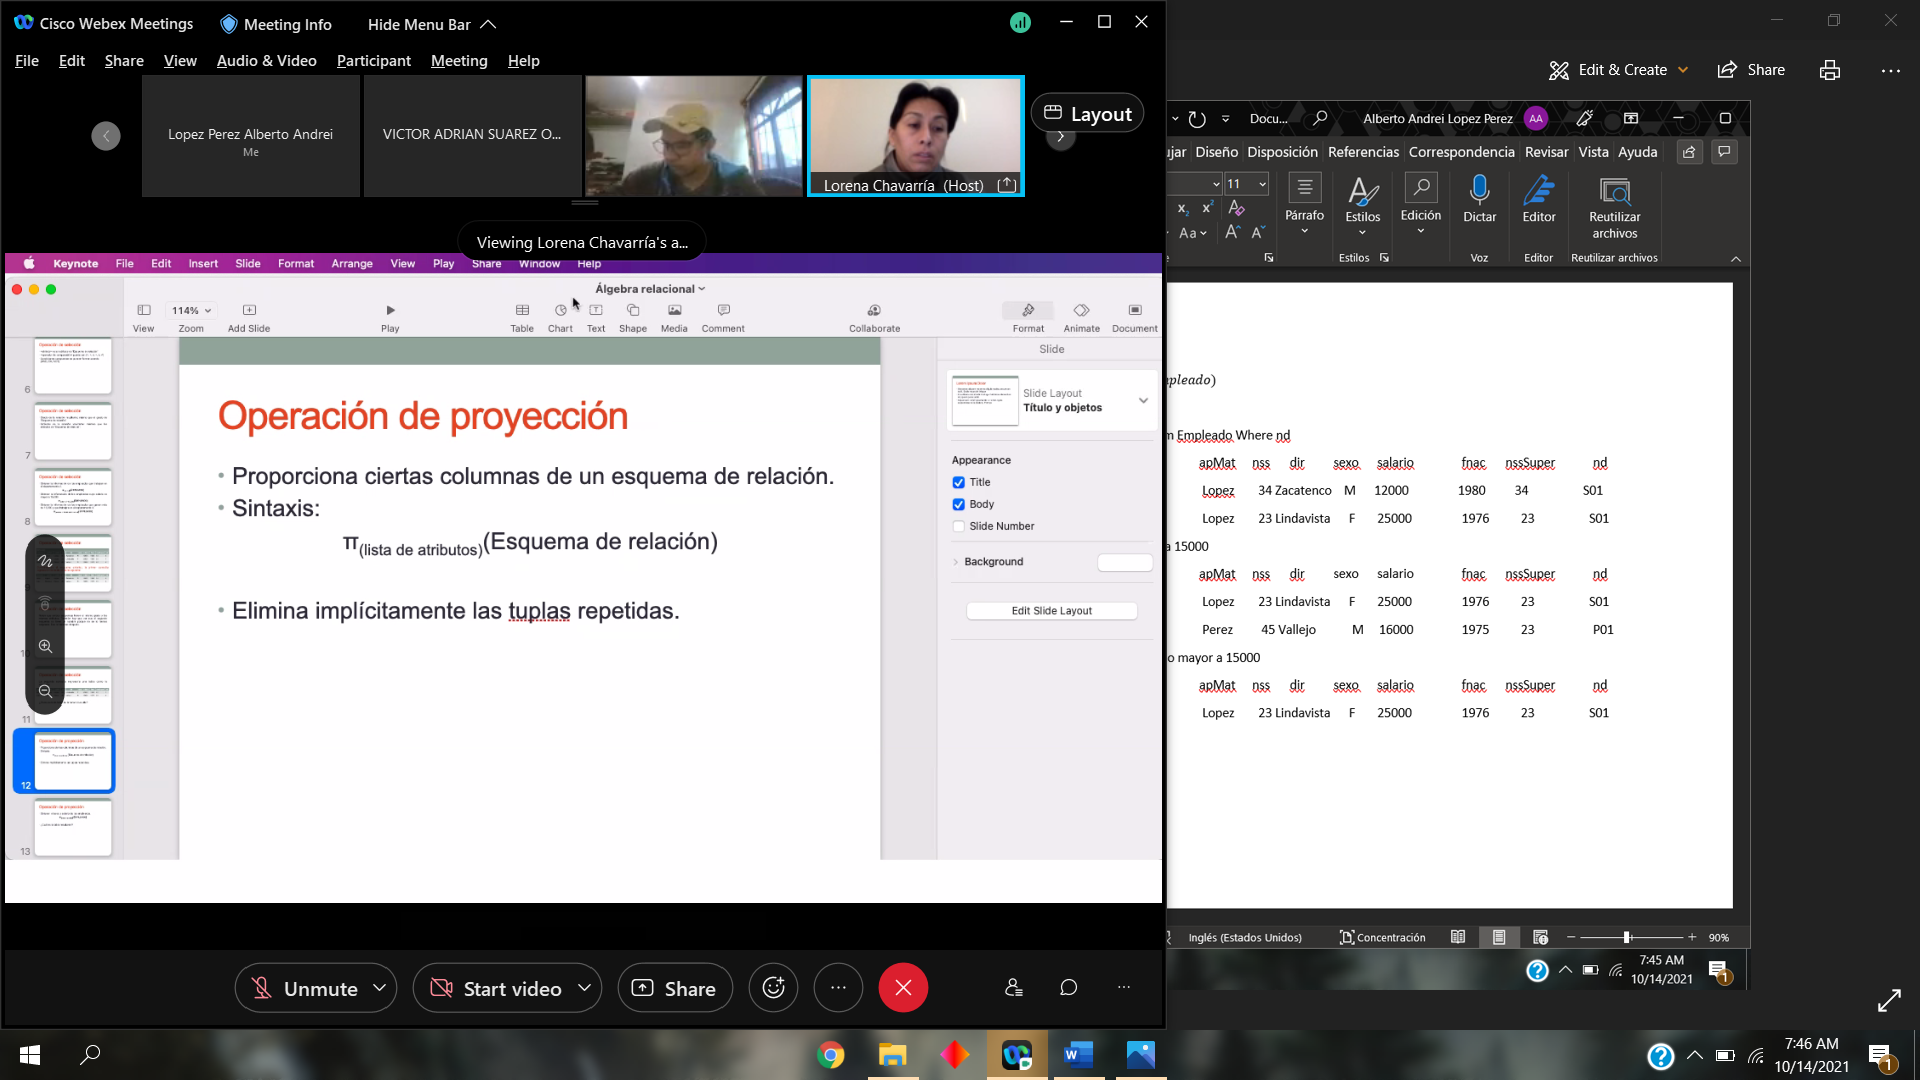 Cisco Webex Meetings
Meeting Info
Hide Menu Bar
File Edit Share View Audio & Video Participant Meeting Help
Lopez Perez Alberto Andrei
Me
VICTOR ADRIAN SUAREZ O...
Lorena Chavarría (Host)
Layout
Viewing Lorena Chavarría's a...
Keynote File Edit Insert Slide Format Arrange View Play Share Window Help
Álgebra relacional
114%
View Zoom Add Slide Play Table Chart Text Shape Media Comment Collaborate Format Animate Document
6
7
8
10
11
12
13
Operación de proyección
• Proporciona ciertas columnas de un esquema de relación.
• Sintaxis:
π(lista de atributos)(Esquema de relación)
• Elimina implícitamente las tuplas repetidas.
Slide
Slide Layout
Título y objetos
Appearance
Title
Body
Slide Number
Background
Edit Slide Layout
Unmute
Start video
Share
Edit & Create
Share
Docu...
Alberto Andrei Lopez Perez
AA
Diseño Disposición Referencias Correspondencia Revisar Vista Ayuda
11
Aa
Párrafo
Estilos
Edición
Dictar
Editor
Reutilizar
archivos
Estilos
Voz
Editor
Reutilizar archivos
Empleado Where nd
apMat nss dir sexo salario fnac nssSuper nd
Lopez 34 Zacatenco M 12000 1980 34 S01
Lopez 23 Lindavista F 25000 1976 23 S01
a 15000
apMat nss dir sexo salario fnac nssSuper nd
Lopez 23 Lindavista F 25000 1976 23 S01
Perez 45 Vallejo M 16000 1975 23 P01
o mayor a 15000
apMat nss dir sexo salario fnac nssSuper nd
Lopez 23 Lindavista F 25000 1976 23 S01
Inglés (Estados Unidos)
Concentración
90%
7:45 AM
10/14/2021
1
7:46 AM
10/14/2021
1